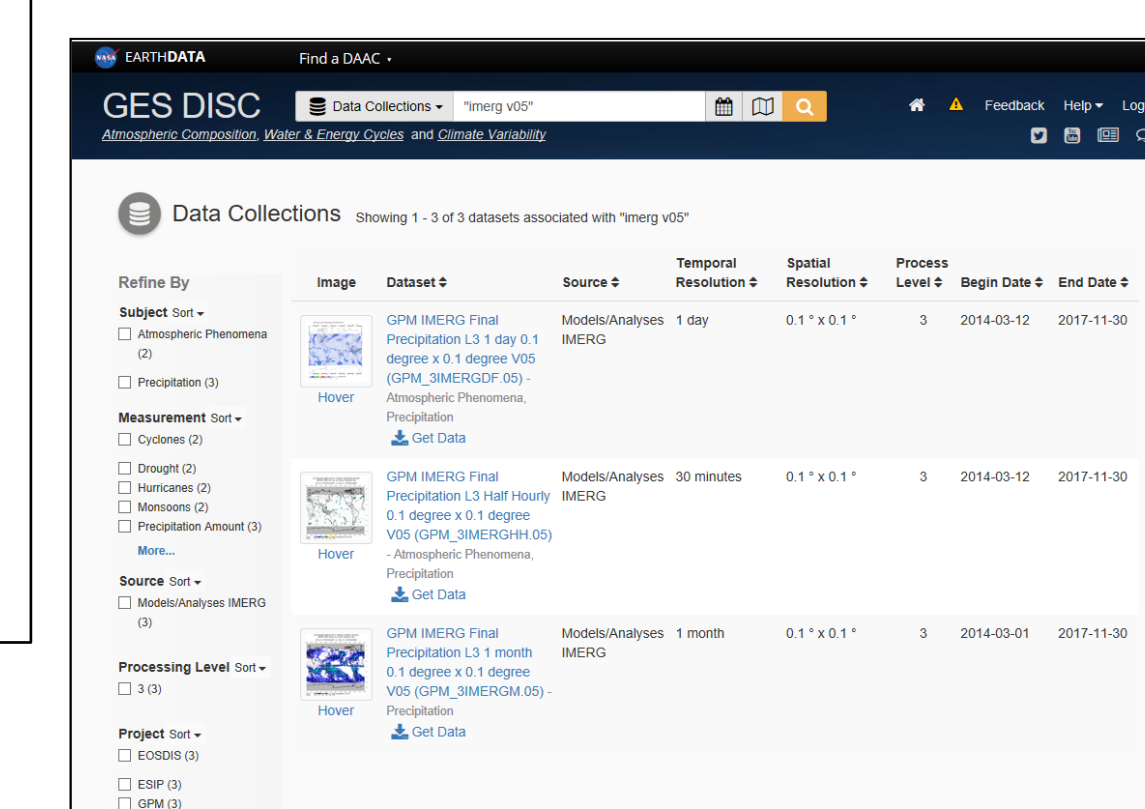 EARTHDATA Find a DAAC
GES DISC Data Collections "imerg v05" Feedback Help Log
Atmospheric Composition, Water & Energy Cycles and Climate Variability
Data Collections Showing 1 - 3 of 3 datasets associated with "imerg v05"
Refine By
Subject Sort
Atmospheric Phenomena
(2)
Precipitation (3)
Measurement Sort
Cyclones (2)
Drought (2)
Hurricanes (2)
Monsoons (2)
Precipitation Amount (3)
More...
Source Sort
Models/Analyses IMERG
(3)
Processing Level Sort
3 (3)
Project Sort
EOSDIS (3)
ESIP (3)
GPM (3)
Temporal Spatial Process
Image Dataset Source Resolution Resolution Level Begin Date End Date
GPM IMERG Final Models/Analyses 1 day 0.1 ° x 0.1 ° 3 2014-03-12 2017-11-30
Precipitation L3 1 day 0.1 IMERG
degree x 0.1 degree V05
(GPM_3IMERGDF.05) -
Hover Atmospheric Phenomena,
Precipitation
Get Data
GPM IMERG Final Models/Analyses 30 minutes 0.1 ° x 0.1 ° 3 2014-03-12 2017-11-30
Precipitation L3 Half Hourly IMERG
0.1 degree x 0.1 degree
V05 (GPM_3IMERGHH.05)
Hover - Atmospheric Phenomena,
Precipitation
Get Data
GPM IMERG Final Models/Analyses 1 month 0.1 ° x 0.1 ° 3 2014-03-01 2017-11-30
Precipitation L3 1 month IMERG
0.1 degree x 0.1 degree
V05 (GPM_3IMERGM.05) -
Hover Precipitation
Get Data